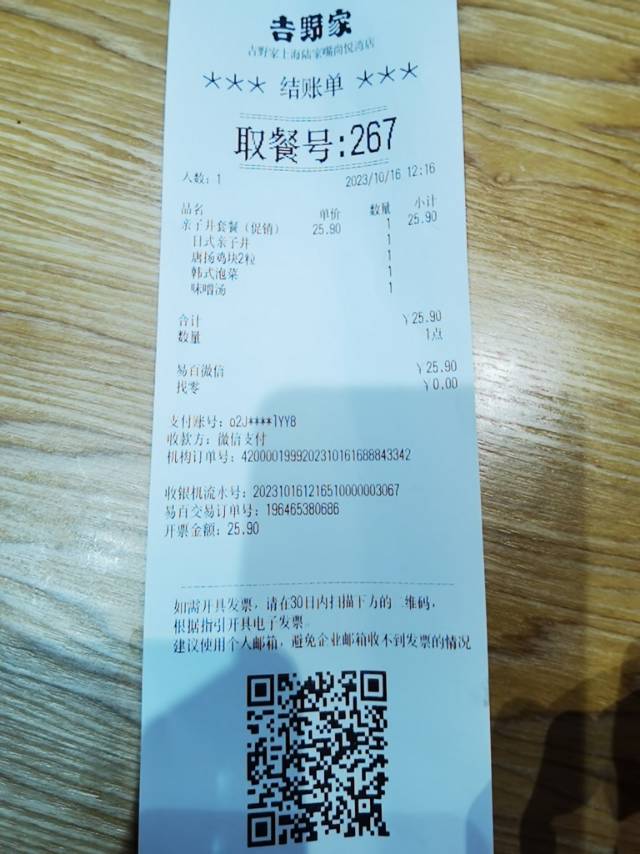 吉野家
吉野家上海陆家嘴尚悦湾店
*** 结账单 ***
取餐号:267
人数: 1 2023/10/16 12:16
品名 单价 数量 小计
亲子丼套餐(促销) 25.90 1 25.90
日式亲子丼 1
唐扬鸡块2粒 1
韩式泡菜 1
味噌汤 1
合计 ¥25.90
数量 1点
易百微信 ¥25.90
找零 ¥0.00
支付账号: o2J****1YY8
收款方: 微信支付
机构订单号: 4200001999202310161688843342
收银机流水号: 202310161216510000003067
易百交易订单号: 196465380686
开票金额: 25.90
如需开具发票, 请在30日内扫描下方的二维码,
根据指引开具电子发票。
建议使用个人邮箱, 避免企业邮箱收不到发票的情况